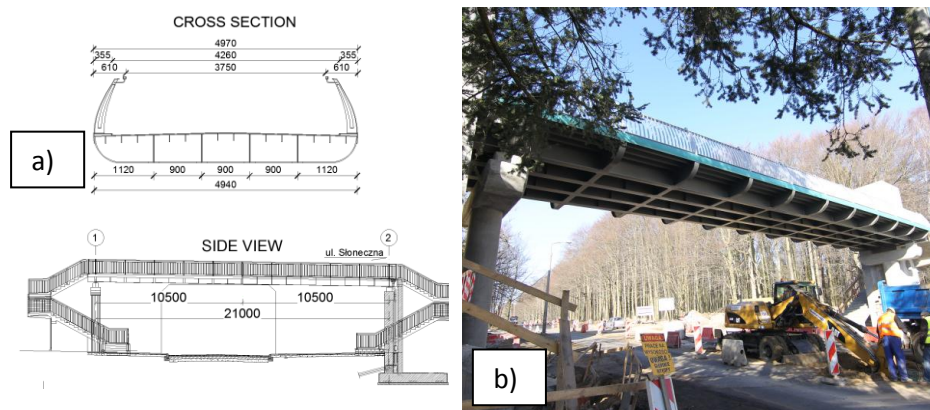 CROSS SECTION
4970
355 4260 355
610 3750 610
a)
1120 900 900 900 1120
4940
1 SIDE VIEW 2
ul. Słoneczna
10500 10500
21000
b)
UWAGA